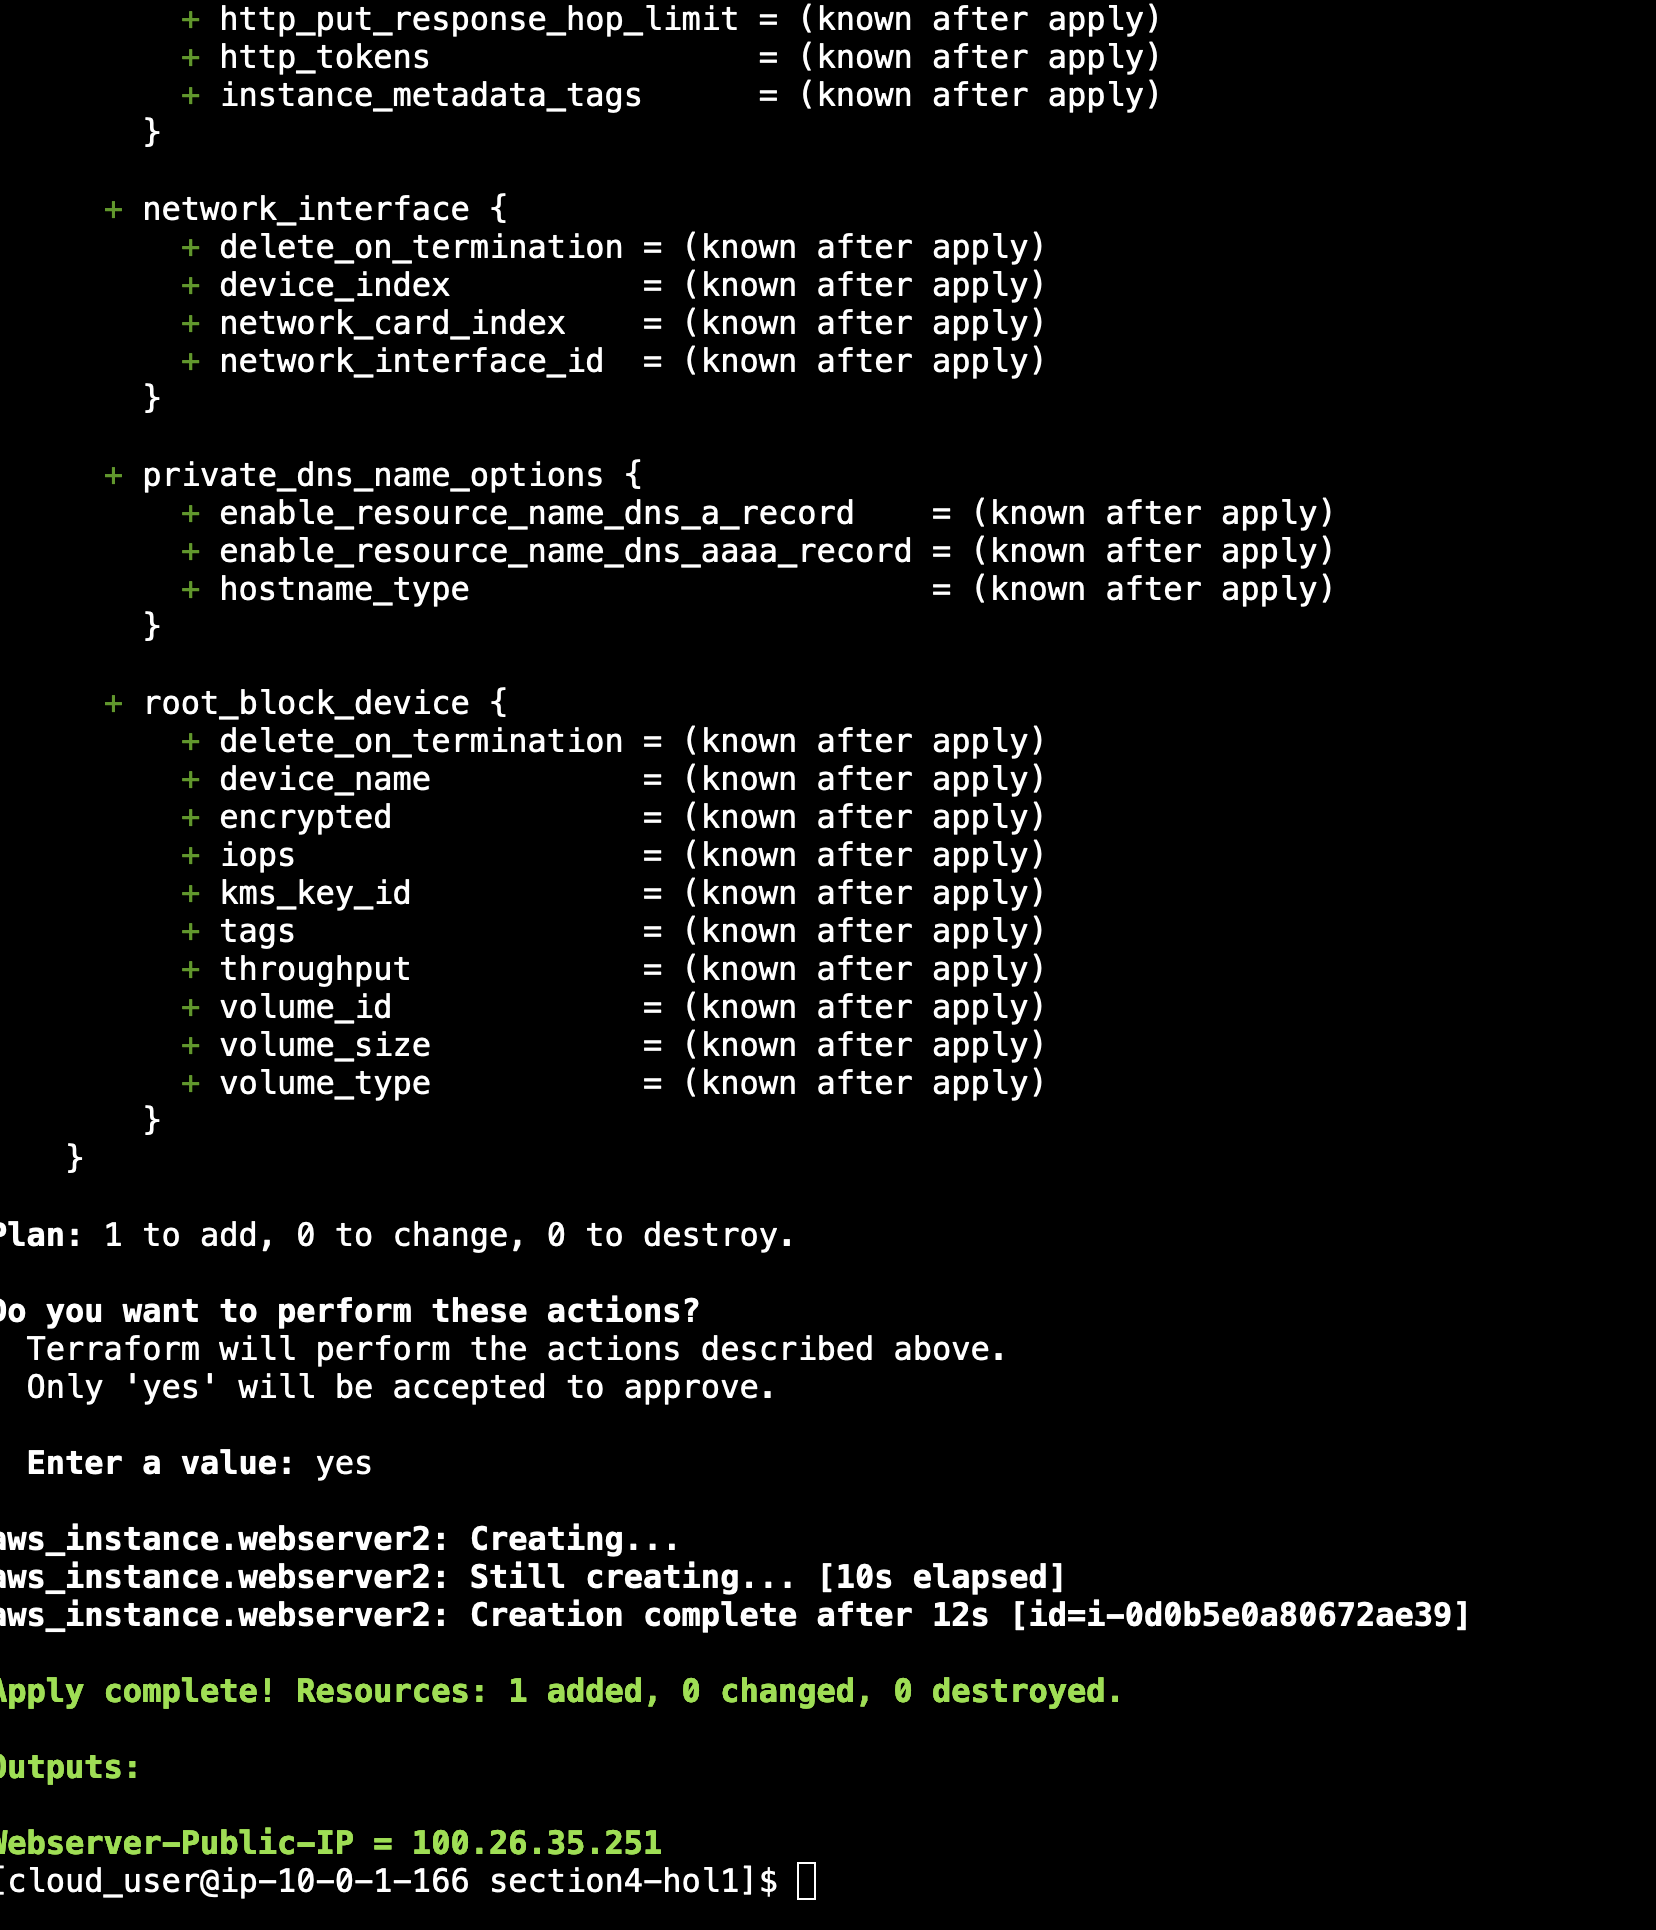 + http_put_response_hop_limit = (known after apply)
+ http_tokens = (known after apply)
+ instance_metadata_tags = (known after apply)
}
+ network_interface {
+ delete_on_termination = (known after apply)
+ device_index = (known after apply)
+ network_card_index = (known after apply)
+ network_interface_id = (known after apply)
}
+ private_dns_name_options {
+ enable_resource_name_dns_a_record = (known after apply)
+ enable_resource_name_dns_aaaa_record = (known after apply)
+ hostname_type = (known after apply)
}
+ root_block_device {
+ delete_on_termination = (known after apply)
+ device_name = (known after apply)
+ encrypted = (known after apply)
+ iops = (known after apply)
+ kms_key_id = (known after apply)
+ tags = (known after apply)
+ throughput = (known after apply)
+ volume_id = (known after apply)
+ volume_size = (known after apply)
+ volume_type = (known after apply)
}
}
Plan: 1 to add, 0 to change, 0 to destroy.
Do you want to perform these actions?
Terraform will perform the actions described above.
Only 'yes' will be accepted to approve.
Enter a value: yes
aws_instance.webserver2: Creating...
aws_instance.webserver2: Still creating... [10s elapsed]
aws_instance.webserver2: Creation complete after 12s [id=i-0d0b5e0a80672ae39]
Apply complete! Resources: 1 added, 0 changed, 0 destroyed.
Outputs:
Webserver-Public-IP = 100.26.35.251
[cloud_user@ip-10-0-1-166 section4-hol1]$